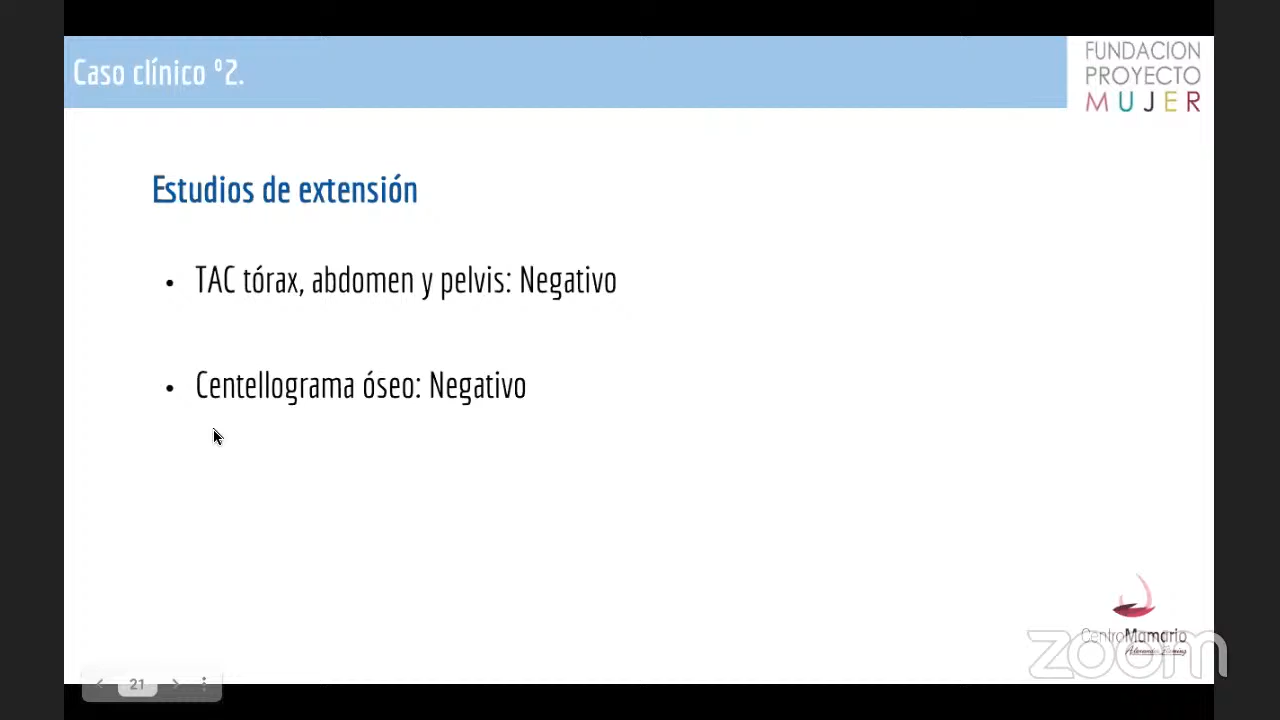 Caso clínico º2.
FUNDACION
PROYECTO
MUJER
Estudios de extensión
• TAC tórax, abdomen y pelvis: Negativo
• Centellograma óseo: Negativo
CentroMamario
zoom
21